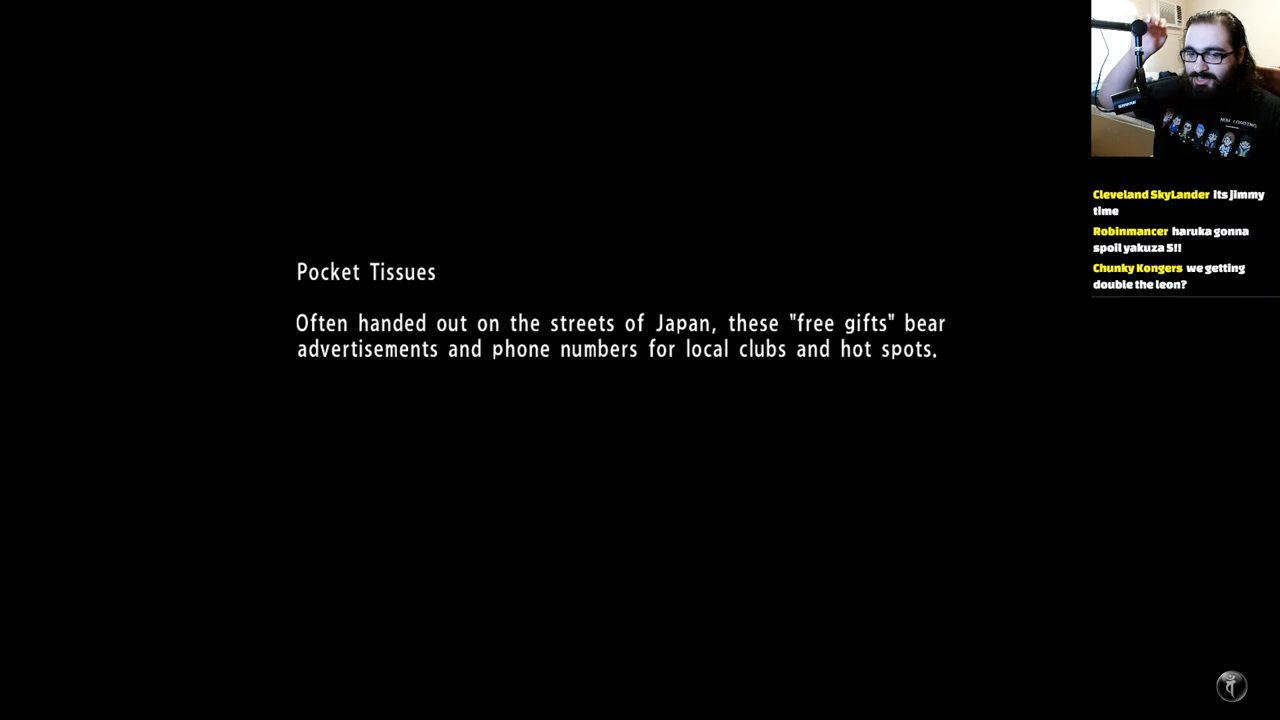 Pocket Tissues
Often handed out on the streets of Japan, these "free gifts" bear
advertisements and phone numbers for local clubs and hot spots.
NOW LOADING
Cleveland SkyLander its jimmy
time
Robinmancer haruka gonna
spoil yakuza 5!!
Chunky Kongers we getting
double the leon?